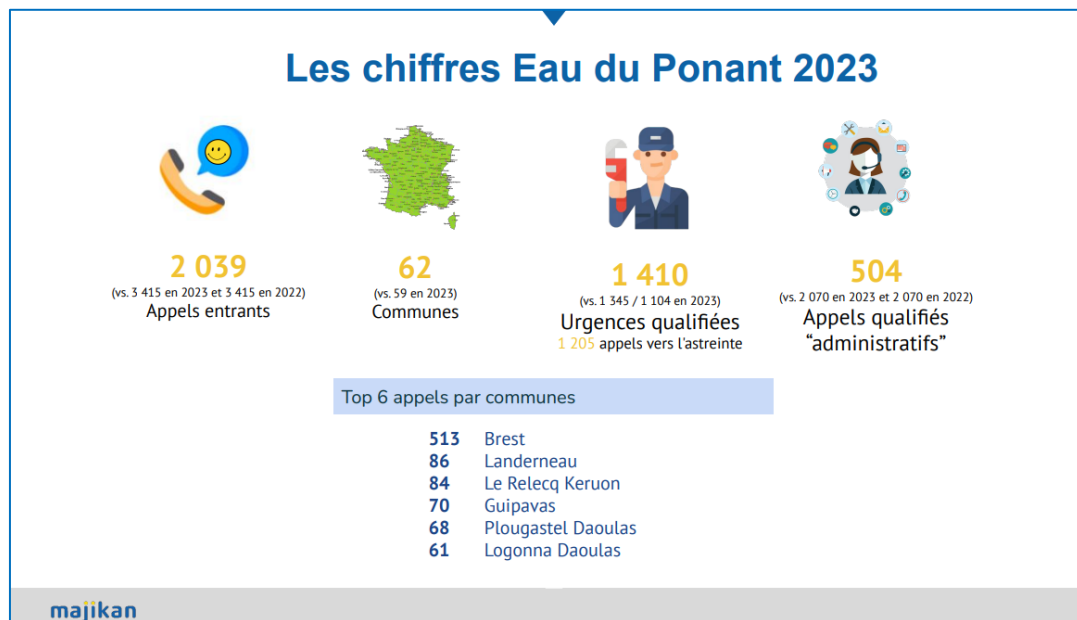 Les chiffres Eau du Ponant 2023
2 039
(vs. 3 415 en 2023 et 3 415 en 2022)
Appels entrants
62
(vs. 59 en 2023)
Communes
1 410
(vs. 1 345 / 1 104 en 2023)
Urgences qualifiées
1 205 appels vers l'astreinte
504
(vs. 2 070 en 2023 et 2 070 en 2022)
Appels qualifiés
“administratifs”
Top 6 appels par communes
513 Brest
86 Landerneau
84 Le Relecq Keruon
70 Guipavas
68 Plougastel Daoulas
61 Logonna Daoulas
majikan